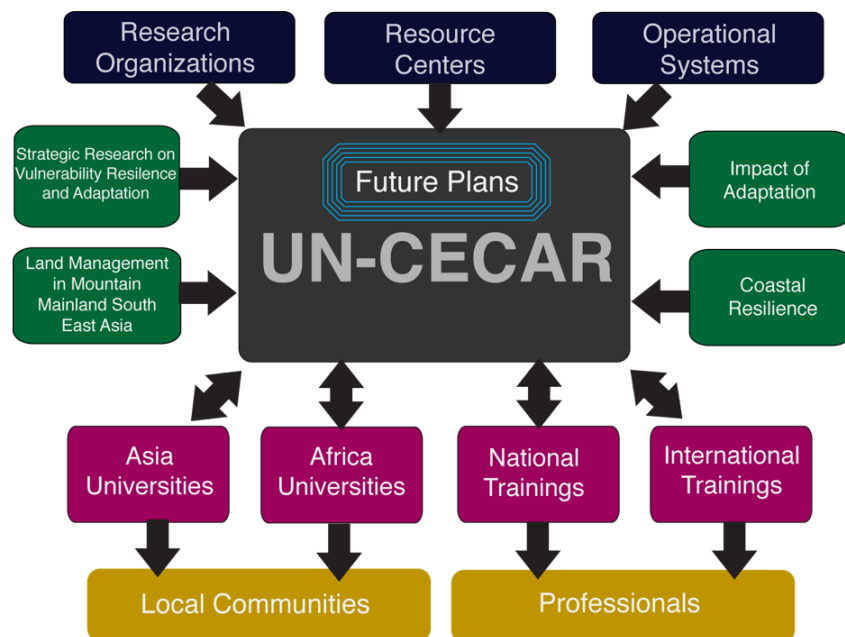 Research
Organizations
Resource
Centers
Operational
Systems
Strategic Research on
Vulnerability Resilence
and Adaptation
Future Plans
Impact of
Adaptation
UN-CECAR
Land Management
in Mountain
Mainland South
East Asia
Coastal
Resilience
Asia
Universities
Africa
Universities
National
Trainings
International
Trainings
Local Communities
Professionals